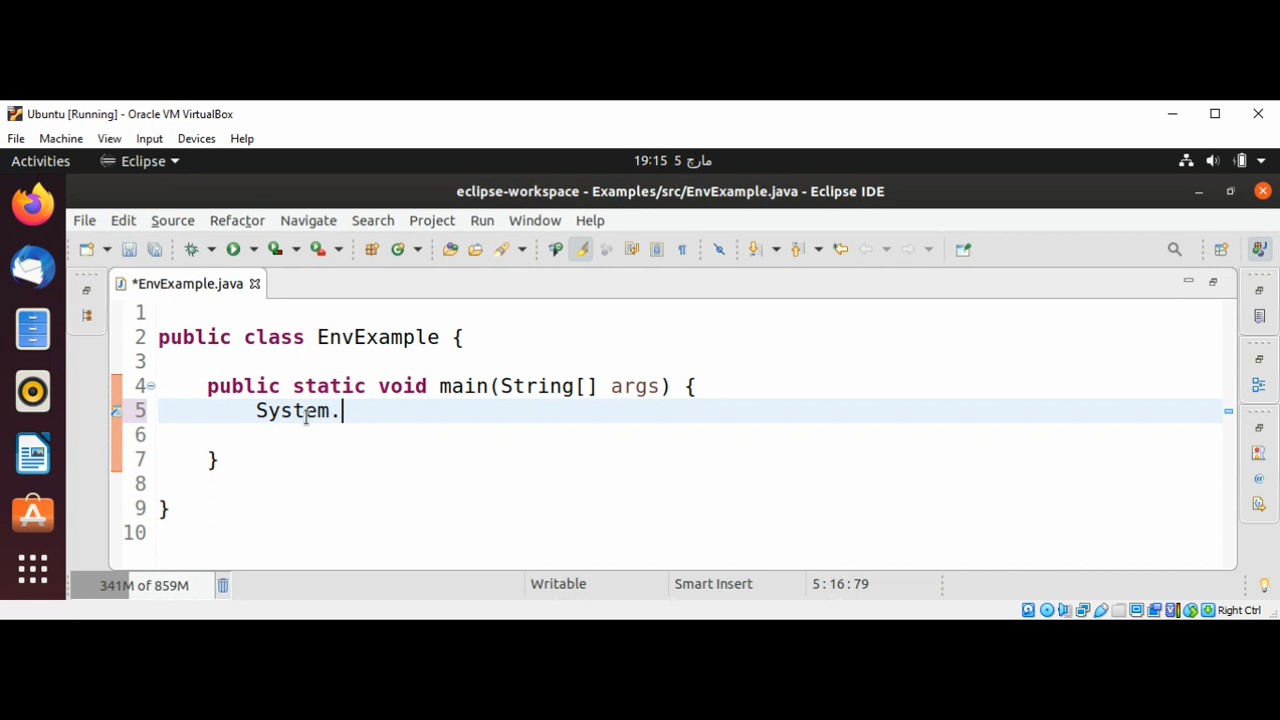 Ubuntu [Running] - Oracle VM VirtualBox
File Machine View Input Devices Help
Activities Eclipse 19:15 5 مارچ
eclipse-workspace - Examples/src/EnvExample.java - Eclipse IDE
File Edit Source Refactor Navigate Search Project Run Window Help
*EnvExample.java
1
2 public class EnvExample {
3
4 public static void main(String[] args) {
5 System.
6
7 }
8
9 }
10
341M of 859M Writable Smart Insert 5:16:79
Right Ctrl